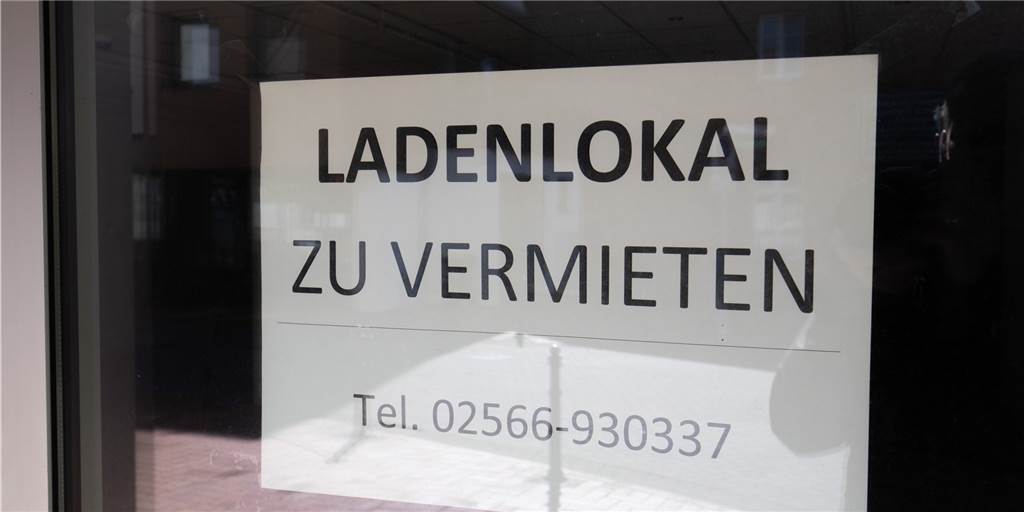 LADENLOKAL
ZU VERMIETEN
Tel. 02566-930337